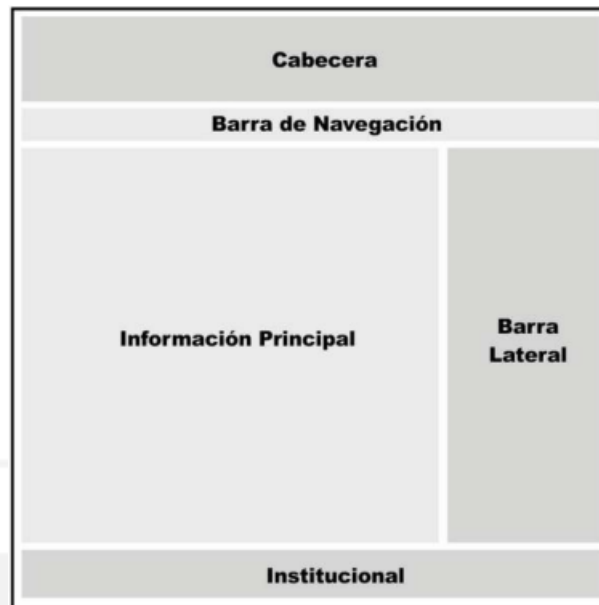 Cabecera
Barra de Navegación
Información Principal
Barra
Lateral
Institucional